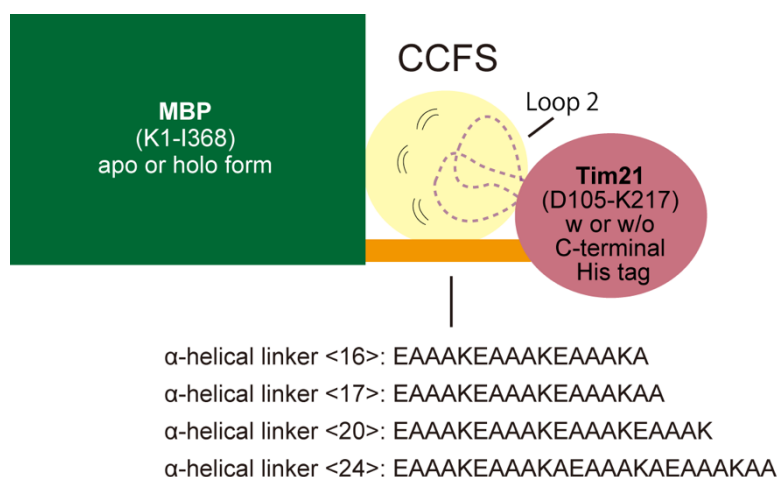 CCFS
Loop 2
MBP
(K1-I368)
apo or holo form
Tim21
(D105-K217)
w or w/o
C-terminal
His tag
α-helical linker <16>: EAAAKEAAAKEAAAKA
α-helical linker <17>: EAAAKEAAAKEAAAKAA
α-helical linker <20>: EAAAKEAAAKEAAAKEAAAK
α-helical linker <24>: EAAAKEAAAKAEAAAKAEAAAKAA